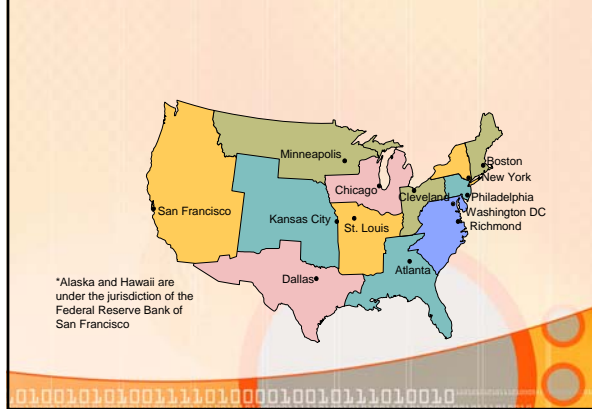 Minneapolis
Boston
New York
Chicago
Cleveland
Philadelphia
Washington DC
San Francisco
Kansas City
St. Louis
Richmond
Atlanta
Dallas
*Alaska and Hawaii are
under the jurisdiction of the
Federal Reserve Bank of
San Francisco